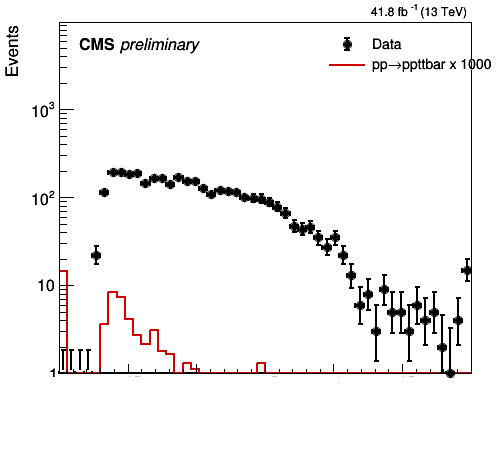 41.8 fb⁻¹ (13 TeV)
Events
CMS preliminary
Data
pp→ppttbar x 1000
10³
10²
10
1